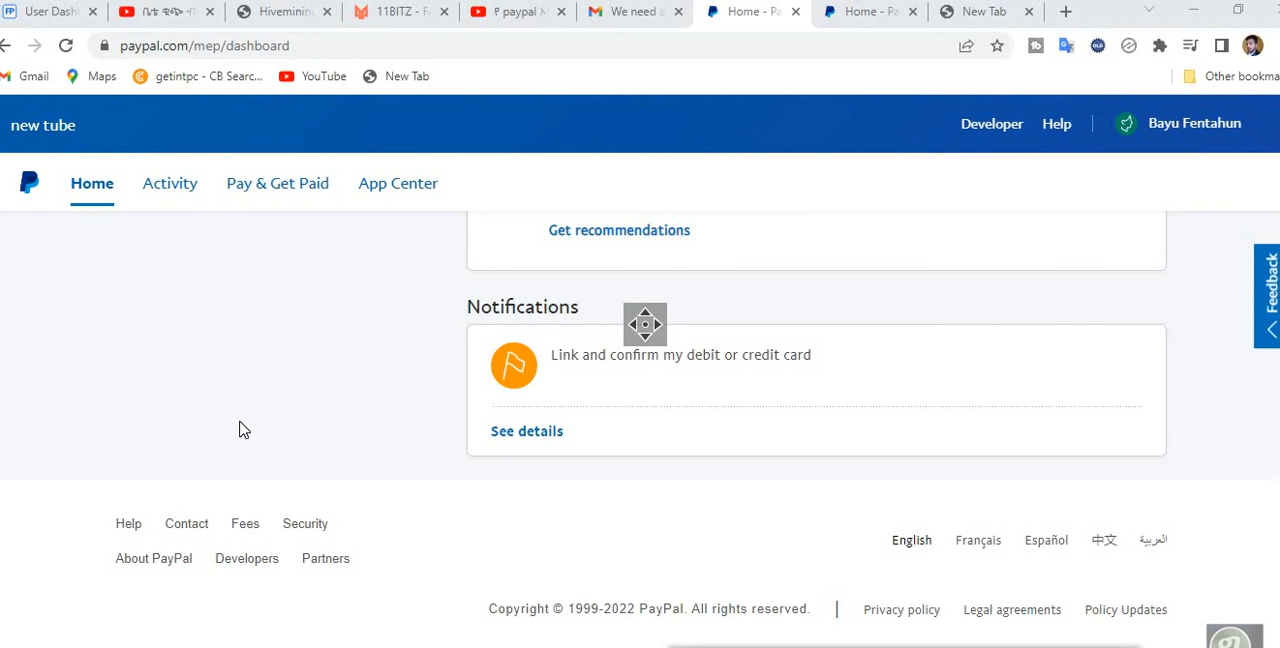 User Dash
ቤት
Hiveminin
11BITZ - F
የ paypal
We need a
Home - Pa
Home - Pa
New Tab
paypal.com/mep/dashboard
Gmail
Maps
getintpc - CB Searc...
YouTube
New Tab
Other bookma
new tube
Developer
Help
Bayu Fentahun
Home
Activity
Pay & Get Paid
App Center
Get recommendations
Feedback
Notifications
Link and confirm my debit or credit card
See details
Help
Contact
Fees
Security
About PayPal
Developers
Partners
English
Français
Español
中文
العربية
Copyright © 1999-2022 PayPal. All rights reserved.
Privacy policy
Legal agreements
Policy Updates